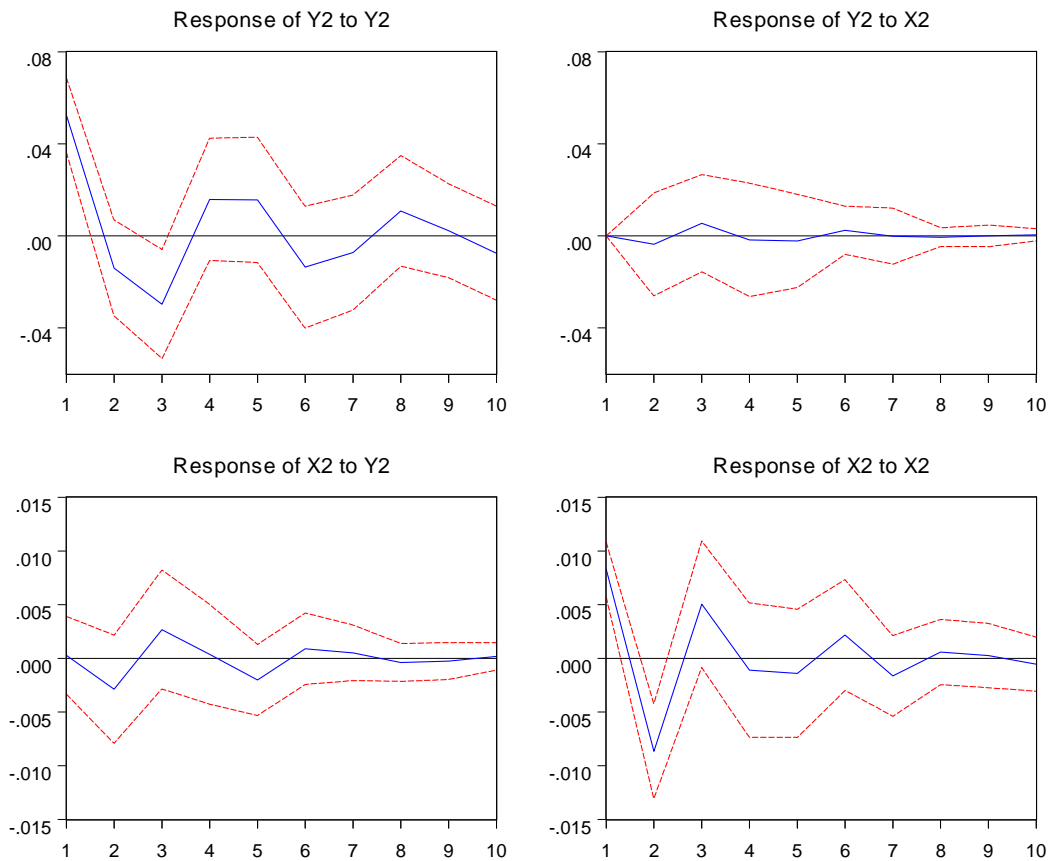 Response of Y2 to Y2
.08
.04
.00
-.04
1 2 3 4 5 6 7 8 9 10
Response of Y2 to X2
.08
.04
.00
-.04
1 2 3 4 5 6 7 8 9 10
Response of X2 to Y2
.015
.010
.005
.000
-.005
-.010
-.015
1 2 3 4 5 6 7 8 9 10
Response of X2 to X2
.015
.010
.005
.000
-.005
-.010
-.015
1 2 3 4 5 6 7 8 9 10